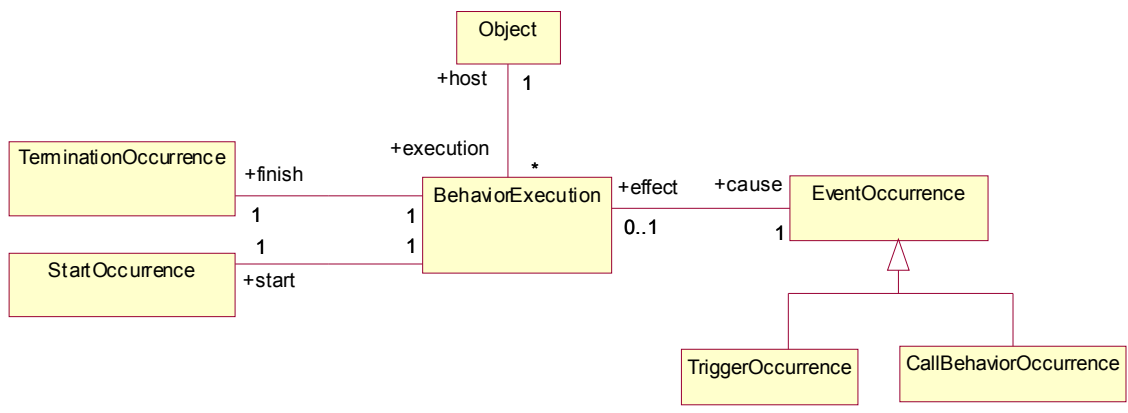 Object
+host
1
+execution
*
TerminationOccurrence
+finish
1
1
BehaviorExecution
+effect
+cause
0..1
1
EventOccurrence
StartOccurrence
1
1
+start
TriggerOccurrence
CallBehaviorOccurrence